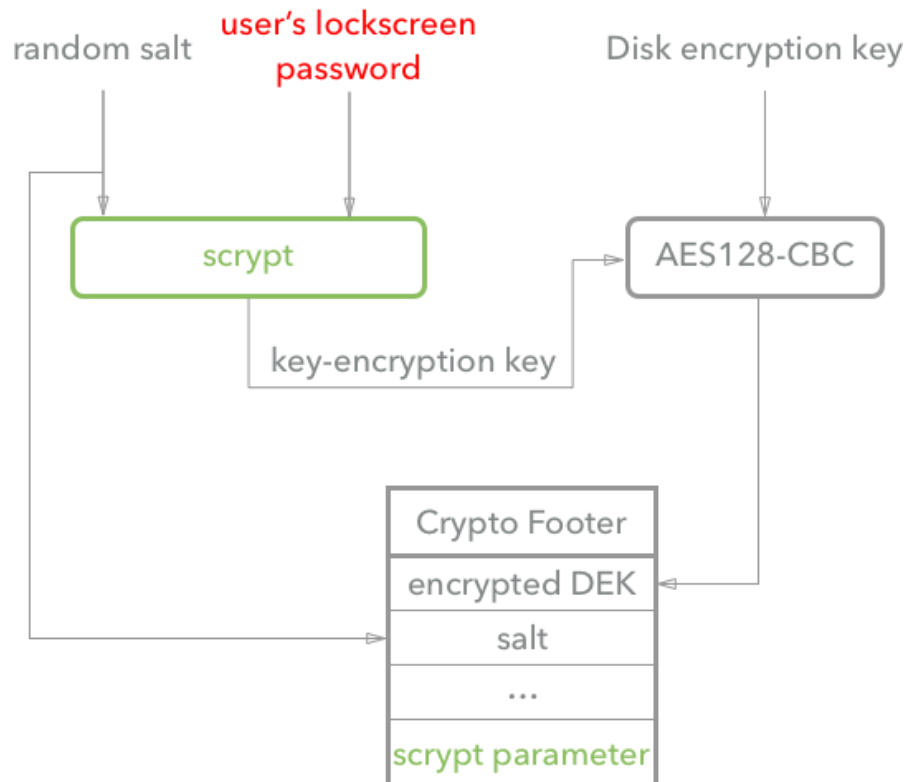 random salt
user's lockscreen
password
Disk encryption key
scrypt
AES128-CBC
key-encryption key
Crypto Footer
encrypted DEK
salt
...
scrypt parameter